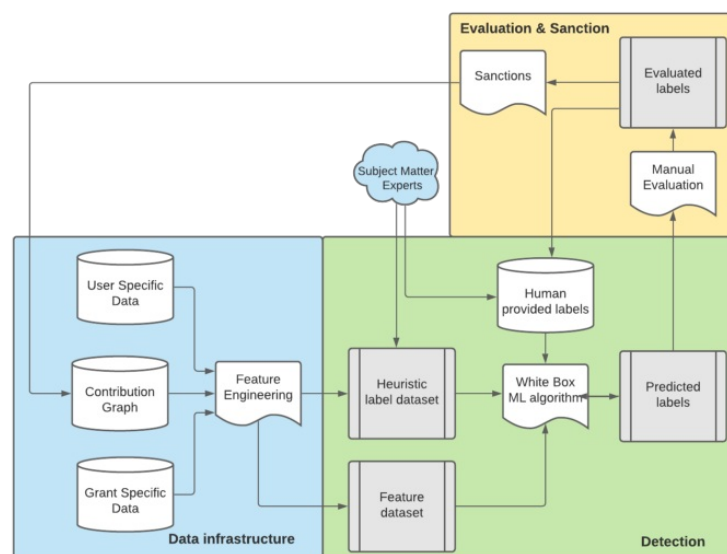 Evaluation & Sanction
Sanctions
Evaluated
labels
Subject Matter
Experts
Manual
Evaluation
User Specific
Data
Human
provided labels
Contribution
Graph
Feature
Engineering
Heuristic
label dataset
White Box
ML algorithm
Predicted
labels
Grant Specific
Data
Feature
dataset
Data infrastructure
Detection